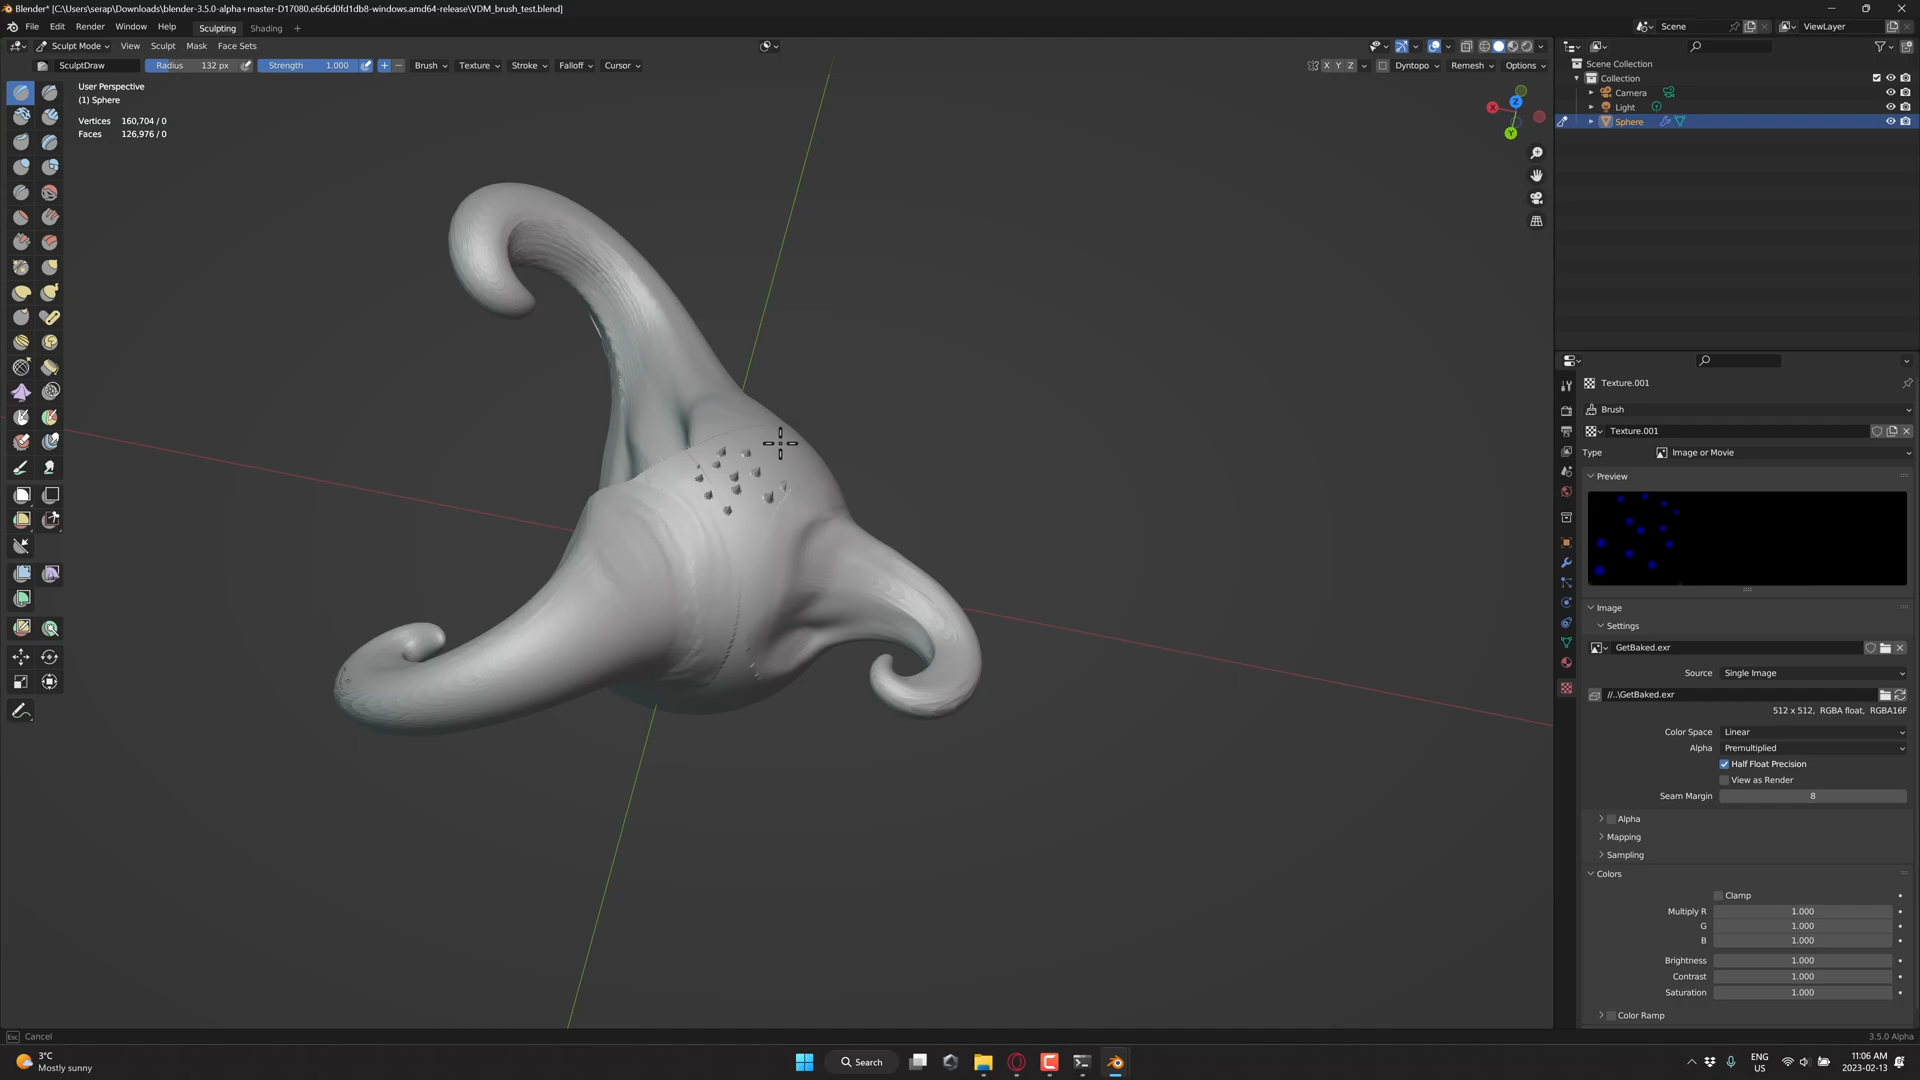 Blender* [C:\Users\serap\Downloads\blender-3.5.0-alpha+master-D17080.e6b6d0fd1db8-windows.amd64-release\VDM_brush_test.blend]
File Edit Render Window Help Sculpting Shading + Scene ViewLayer
Sculpt Mode View Sculpt Mask Face Sets
SculptDraw Radius 132 px Strength 1.000 Brush Texture Stroke Falloff Cursor X Y Z Dyntopo Remesh Options
User Perspective
(1) Sphere
Vertices 160,704 / 0
Faces 126,976 / 0
X
Z
Y
Scene Collection
Collection
Camera
Light
Sphere
Texture.001
Brush
Texture.001
Type Image or Movie
Preview
Image
Settings
GetBaked.exr
Source Single Image
//..\GetBaked.exr
512 x 512, RGBA float, RGBA16F
Color Space Linear
Alpha Premultiplied
Half Float Precision
View as Render
Seam Margin 8
Alpha
Mapping
Sampling
Colors
Clamp
Multiply R 1.000
G 1.000
B 1.000
Brightness 1.000
Contrast 1.000
Saturation 1.000
Color Ramp
Esc Cancel 3.5.0 Alpha
3°C
Mostly sunny
Search
ENG
US
11:06 AM
2023-02-13